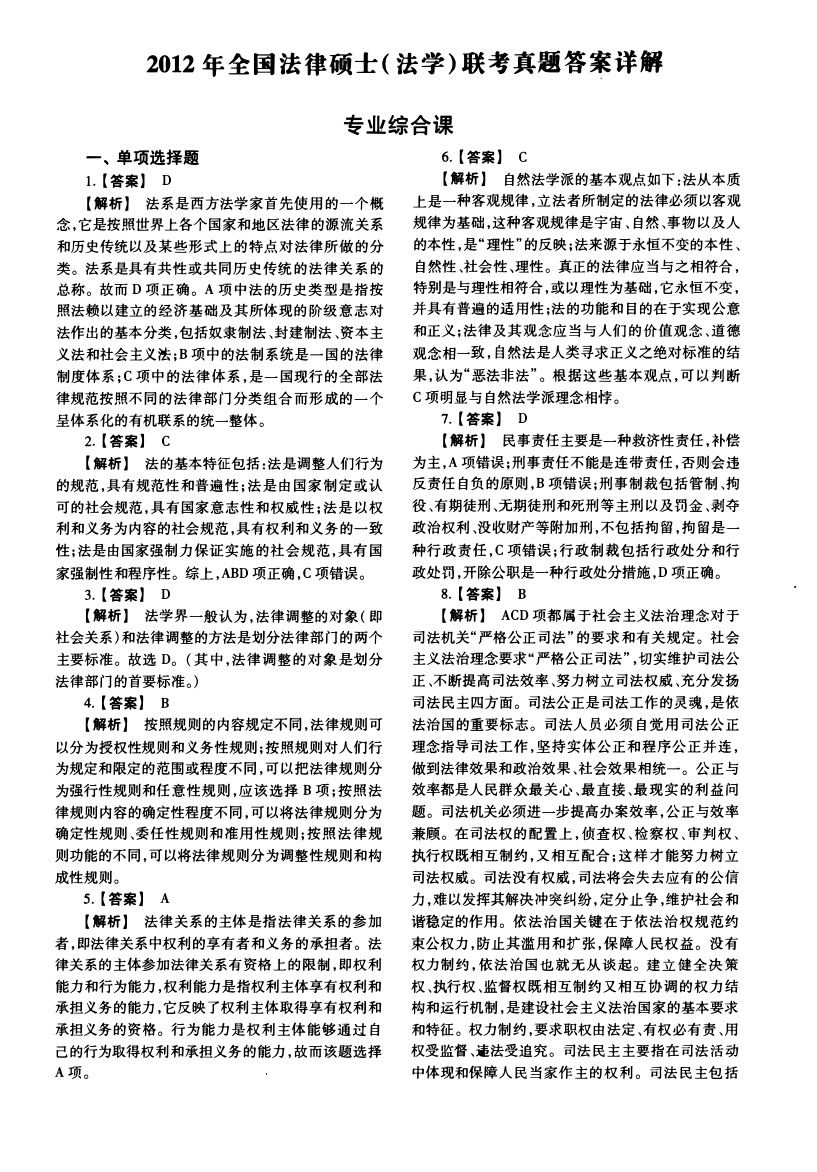 2012 年全国法律硕士(法学)联考真题答案详解
专业综合课
一、单项选择题
1.【答案】 D
【解析】 法系是西方法学家首先使用的一个概
念,它是按照世界上各个国家和地区法律的源流关系
和历史传统以及某些形式上的特点对法律所做的分
类。法系是具有共性或共同历史传统的法律关系的
总称。故而 D 项正确。A 项中法的历史类型是指按
照法赖以建立的经济基础及其所体现的阶级意志对
法作出的基本分类,包括奴隶制法、封建制法、资本主
义法和社会主义法;B 项中的法制系统是一国的法律
制度体系;C 项中的法律体系,是一国现行的全部法
律规范按照不同的法律部门分类组合而形成的一个
呈体系化的有机联系的统一整体。
2.【答案】 C
【解析】 法的基本特征包括:法是调整人们行为
的规范,具有规范性和普遍性;法是由国家制定或认
可的社会规范,具有国家意志性和权威性;法是以权
利和义务为内容的社会规范,具有权利和义务的一致
性;法是由国家强制力保证实施的社会规范,具有国
家强制性和程序性。综上,ABD 项正确,C 项错误。
3.【答案】 D
【解析】 法学界一般认为,法律调整的对象(即
社会关系)和法律调整的方法是划分法律部门的两个
主要标准。故选 D。(其中,法律调整的对象是划分
法律部门的首要标准。)
4.【答案】 B
【解析】 按照规则的内容规定不同,法律规则可
以分为授权性规则和义务性规则;按照规则对人们行
为规定和限定的范围或程度不同,可以把法律规则分
为强行性规则和任意性规则,应该选择 B 项;按照法
律规则内容的确定性程度不同,可以将法律规则分为
确定性规则、委任性规则和准用性规则;按照法律规
则功能的不同,可以将法律规则分为调整性规则和构
成性规则。
5.【答案】 A
【解析】 法律关系的主体是指法律关系的参加
者,即法律关系中权利的享有者和义务的承担者。法
律关系的主体参加法律关系有资格上的限制,即权利
能力和行为能力,权利能力是指权利主体享有权利和
承担义务的能力,它反映了权利主体取得享有权利和
承担义务的资格。行为能力是权利主体能够通过自
己的行为取得权利和承担义务的能力,故而该题选择
A 项。
6.【答案】 C
【解析】 自然法学派的基本观点如下:法从本质
上是一种客观规律,立法者所制定的法律必须以客观
规律为基础,这种客观规律是宇宙、自然、事物以及人
的本性,是“理性”的反映;法来源于永恒不变的本性、
自然性、社会性、理性。真正的法律应当与之相符合,
特别是与理性相符合,或以理性为基础,它永恒不变,
并具有普遍的适用性;法的功能和目的在于实现公意
和正义;法律及其观念应当与人们的价值观念、道德
观念相一致,自然法是人类寻求正义之绝对标准的结
果,认为“恶法非法”。根据这些基本观点,可以判断
C 项明显与自然法学派理念相悖。
7.【答案】 D
【解析】 民事责任主要是一种救济性责任,补偿
为主,A 项错误;刑事责任不能是连带责任,否则会违
反责任自负的原则,B 项错误;刑事制裁包括管制、拘
役、有期徒刑、无期徒刑和死刑等主刑以及罚金、剥夺
政治权利、没收财产等附加刑,不包括拘留,拘留是一
种行政责任,C 项错误;行政制裁包括行政处分和行
政处罚,开除公职是一种行政处分措施,D 项正确。
8.【答案】 B
【解析】 ACD 项都属于社会主义法治理念对于
司法机关“严格公正司法”的要求和有关规定。社会
主义法治理念要求“严格公正司法”,切实维护司法公
正、不断提高司法效率、努力树立司法权威、充分发扬
司法民主四方面。司法公正是司法工作的灵魂,是依
法治国的重要标志。司法人员必须自觉用司法公正
理念指导司法工作,坚持实体公正和程序公正并连,
做到法律效果和政治效果、社会效果相统一。公正与
效率都是人民群众最关心、最直接、最现实的利益问
题。司法机关必须进一步提高办案效率,公正与效率
兼顾。在司法权的配置上,侦查权、检察权、审判权、
执行权既相互制约,又相互配合;这样才能努力树立
司法权威。司法没有权威,司法将会失去应有的公信
力,难以发挥其解决冲突纠纷,定分止争,维护社会和
谐稳定的作用。依法治国关键在于依法治权规范约
束公权力,防止其滥用和扩张,保障人民权益。没有
权力制约,依法治国也就无从谈起。建立健全决策
权、执行权、监督权既相互制约又相互协调的权力结
构和运行机制,是建设社会主义法治国家的基本要求
和特征。权力制约,要求职权由法定、有权必有责、用
权受监督、违法受追究。司法民主主要指在司法活动
中体现和保障人民当家作主的权利。司法民主包括